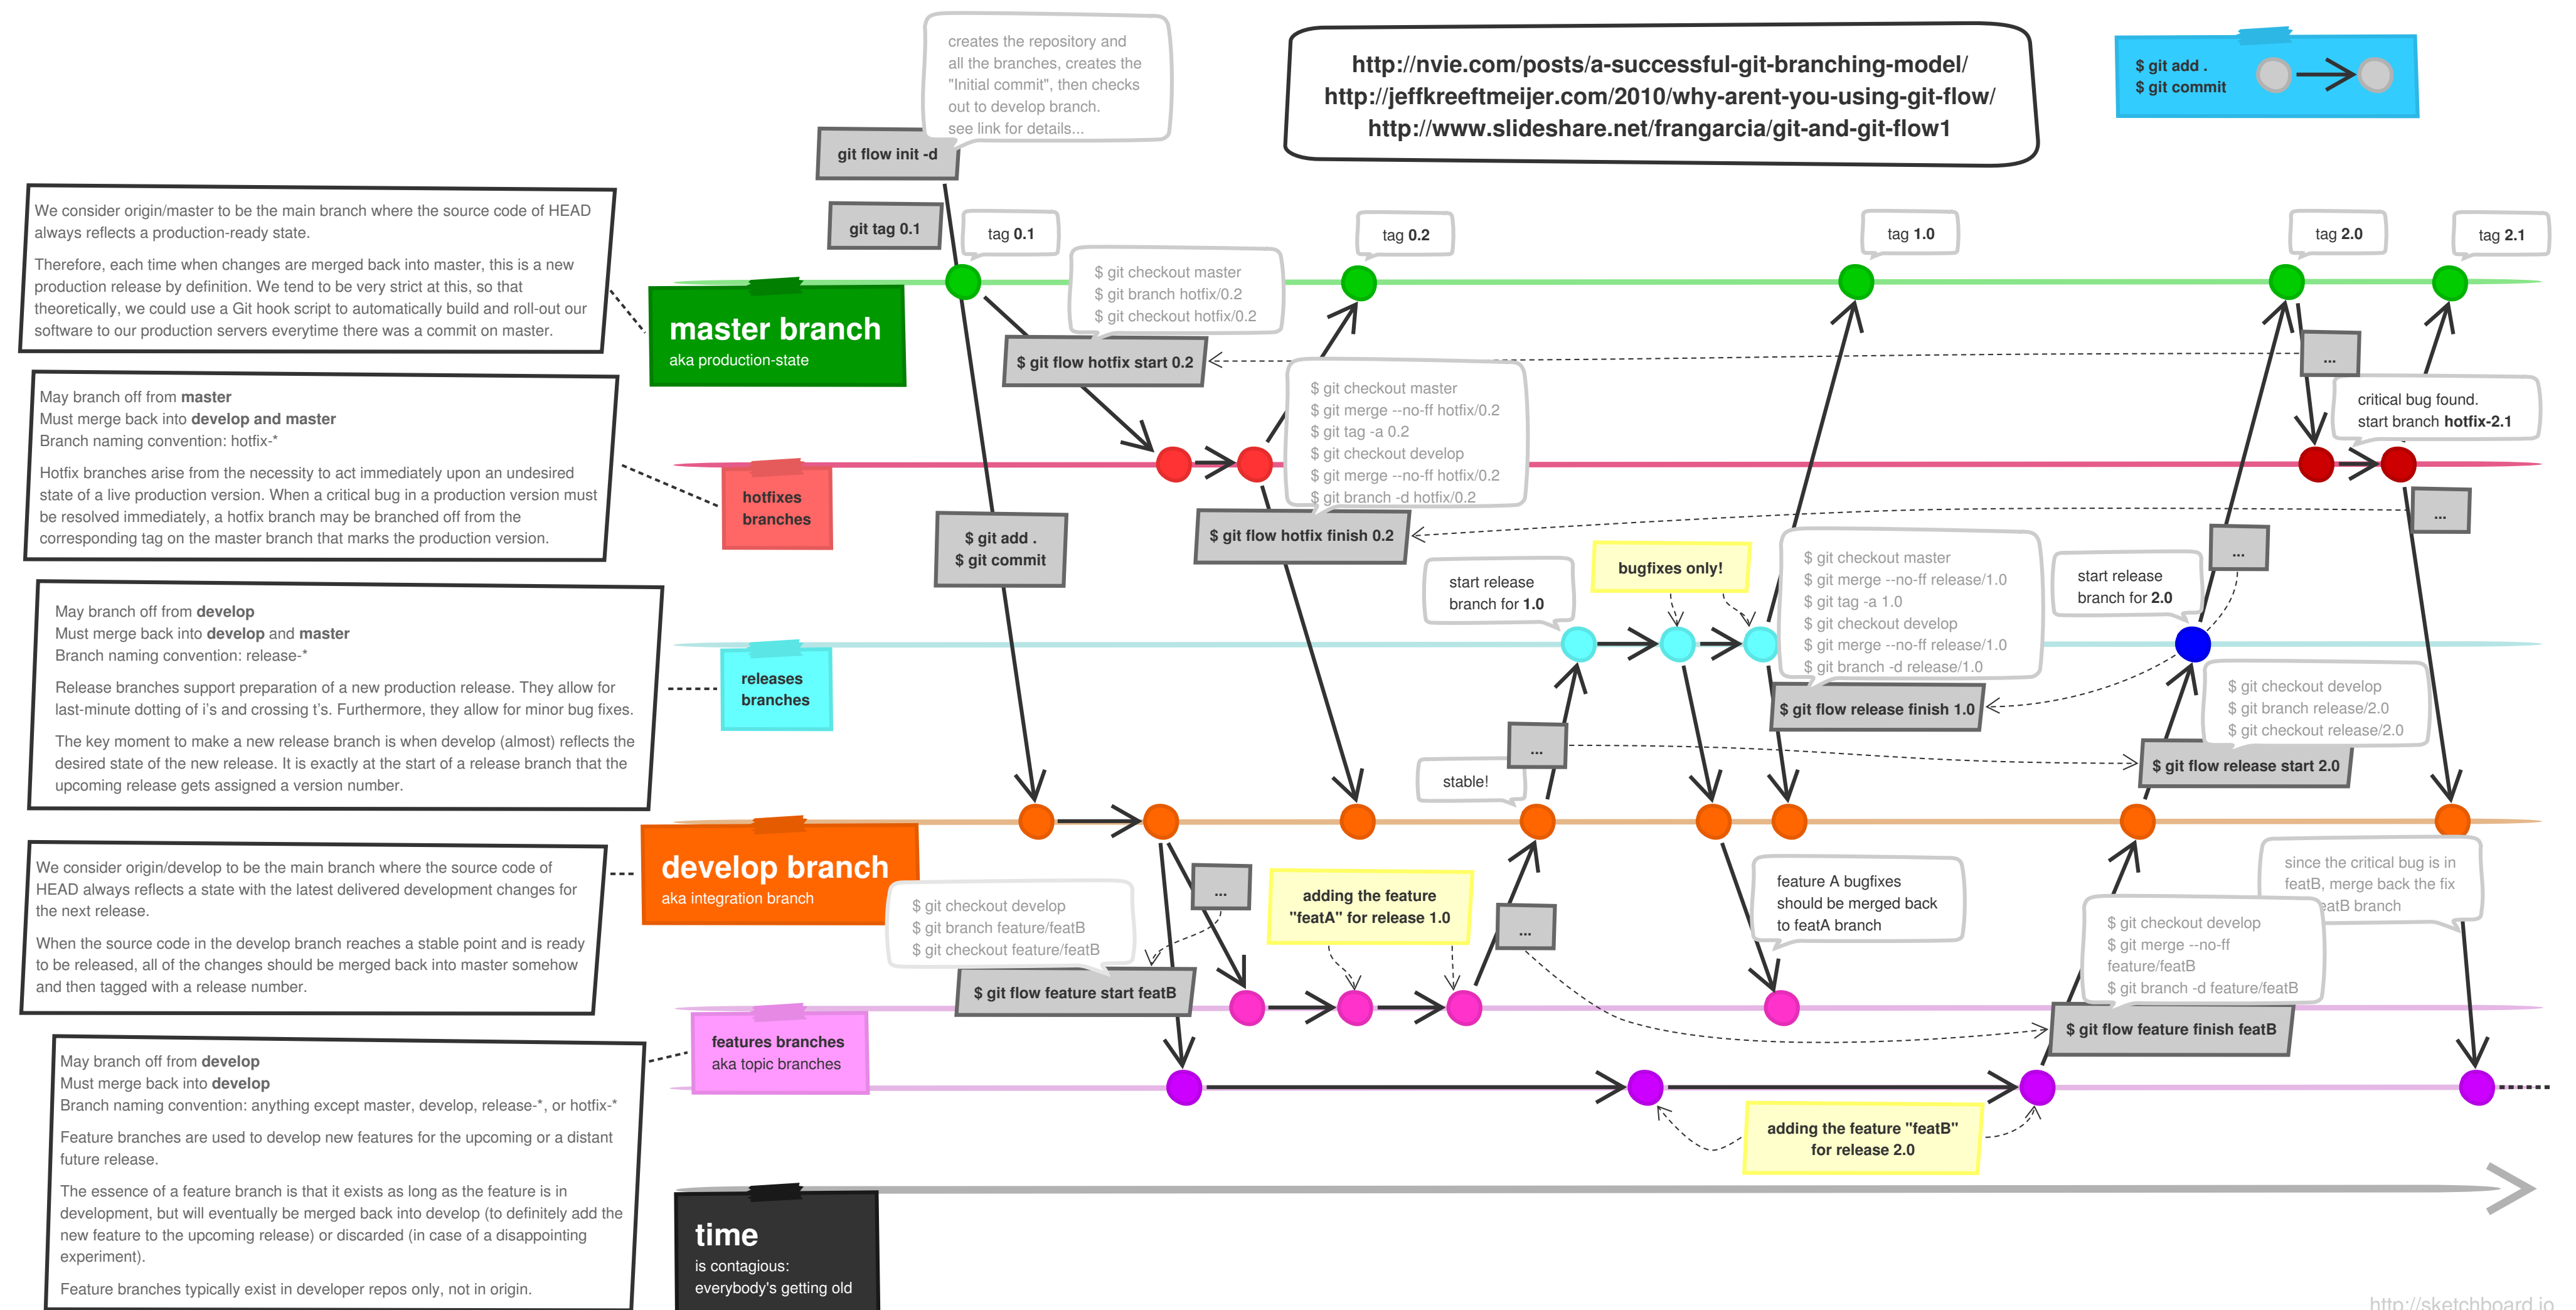 creates the repository and
all the branches, creates the
"Initial commit", then checks
out to develop branch.
see link for details...
http://nvie.com/posts/a-successful-git-branching-model/
http://jeffkreeftmeijer.com/2010/why-arent-you-using-git-flow/
http://www.slideshare.net/frangarcia/git-and-git-flow1
$ git add .
$ git commit
git flow init -d
git tag 0.1
tag 0.1
tag 0.2
tag 1.0
tag 2.0
tag 2.1
We consider origin/master to be the main branch where the source code of HEAD
always reflects a production-ready state.
Therefore, each time when changes are merged back into master, this is a new
production release by definition. We tend to be very strict at this, so that
theoretically, we could use a Git hook script to automatically build and roll-out our
software to our production servers everytime there was a commit on master.
master branch
aka production-state
$ git checkout master
$ git branch hotfix/0.2
$ git checkout hotfix/0.2
$ git flow hotfix start 0.2
...
May branch off from master
Must merge back into develop and master
Branch naming convention: hotfix-*
Hotfix branches arise from the necessity to act immediately upon an undesired
state of a live production version. When a critical bug in a production version must
be resolved immediately, a hotfix branch may be branched off from the
corresponding tag on the master branch that marks the production version.
hotfixes
branches
$ git checkout master
$ git merge --no-ff hotfix/0.2
$ git tag -a 0.2
$ git checkout develop
$ git merge --no-ff hotfix/0.2
$ git branch -d hotfix/0.2
$ git flow hotfix finish 0.2
critical bug found.
start branch hotfix-2.1
...
$ git add .
$ git commit
May branch off from develop
Must merge back into develop and master
Branch naming convention: release-*
Release branches support preparation of a new production release. They allow for
last-minute dotting of i's and crossing t's. Furthermore, they allow for minor bug fixes.
The key moment to make a new release branch is when develop (almost) reflects the
desired state of the new release. It is exactly at the start of a release branch that the
upcoming release gets assigned a version number.
releases
branches
start release
branch for 1.0
bugfixes only!
$ git checkout master
$ git merge --no-ff release/1.0
$ git tag -a 1.0
$ git checkout develop
$ git merge --no-ff release/1.0
$ git branch -d release/1.0
$ git flow release finish 1.0
start release
branch for 2.0
...
$ git checkout develop
$ git branch release/2.0
$ git checkout release/2.0
$ git flow release start 2.0
...
stable!
We consider origin/develop to be the main branch where the source code of
HEAD always reflects a state with the latest delivered development changes for
the next release.
When the source code in the develop branch reaches a stable point and is ready
to be released, all of the changes should be merged back into master somehow
and then tagged with a release number.
develop branch
aka integration branch
$ git checkout develop
$ git branch feature/featB
$ git checkout feature/featB
$ git flow feature start featB
...
adding the feature
"featA" for release 1.0
...
feature A bugfixes
should be merged back
to featA branch
since the critical bug is in
featB, merge back the fix
eatB branch
$ git checkout develop
$ git merge --no-ff
feature/featB
$ git branch -d feature/featB
$ git flow feature finish featB
May branch off from develop
Must merge back into develop
Branch naming convention: anything except master, develop, release-*, or hotfix-*
Feature branches are used to develop new features for the upcoming or a distant
future release.
The essence of a feature branch is that it exists as long as the feature is in
development, but will eventually be merged back into develop (to definitely add the
new feature to the upcoming release) or discarded (in case of a disappointing
experiment).
Feature branches typically exist in developer repos only, not in origin.
features branches
aka topic branches
adding the feature "featB"
for release 2.0
time
is contagious:
everybody's getting old
http://sketchboard.io